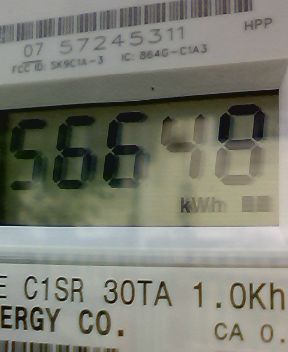 HPP
07 57245311
FCC ID: SK9C1A-3 IC: 864G-C1A3
56648
kWh
E C1SR 30TA 1.0Kh
ERGY CO. CA 0.